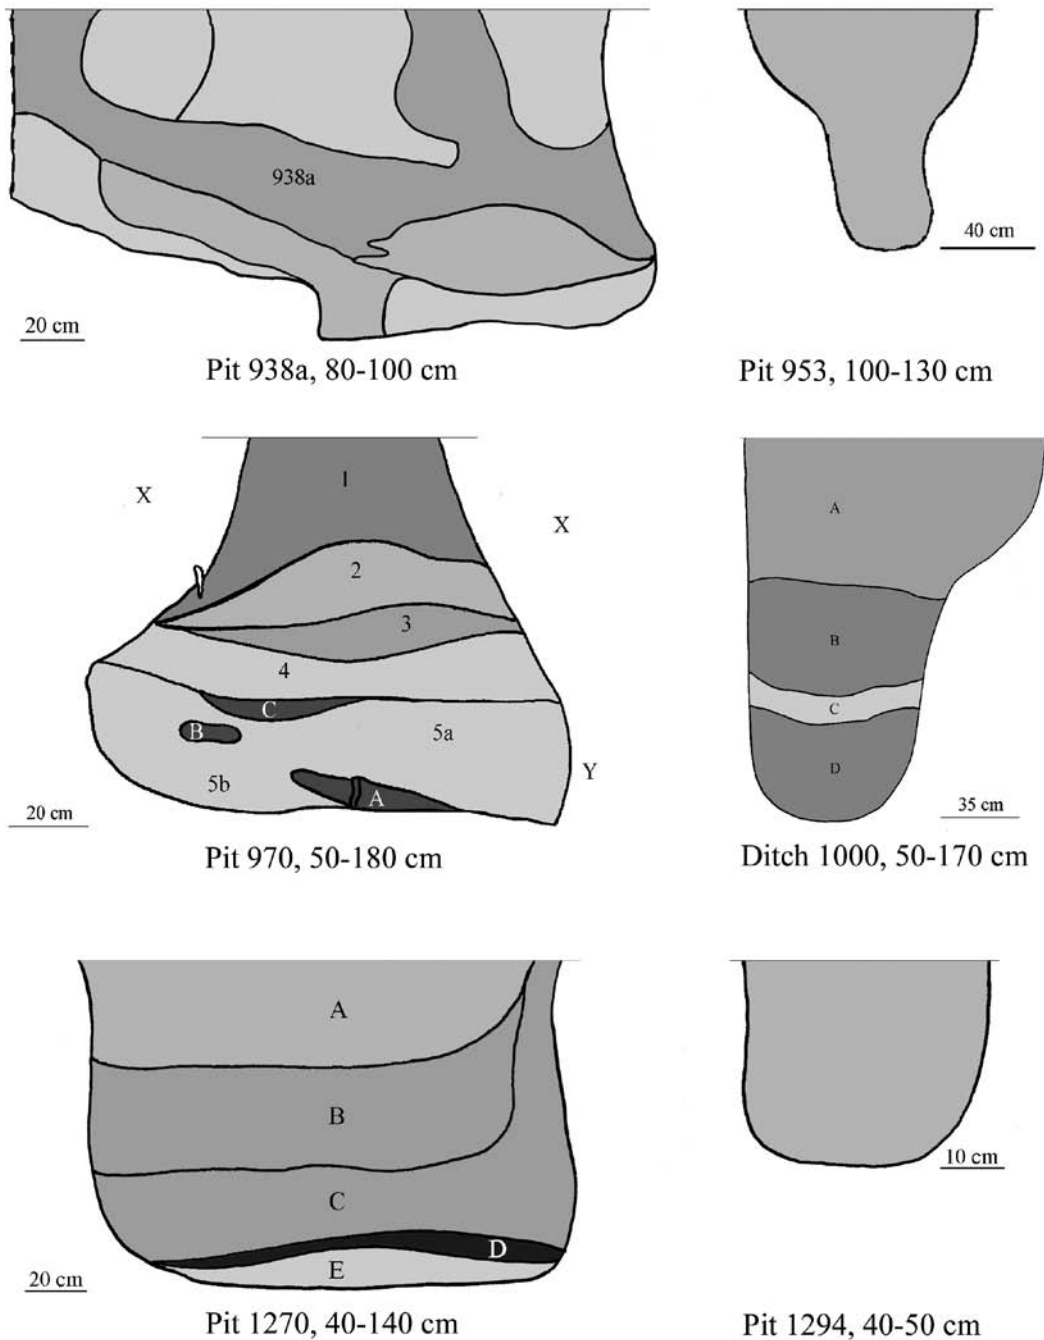 938a
20 cm
40 cm
Pit 938a, 80-100 cm
Pit 953, 100-130 cm
1
X
X
2
3
4
C
B
5a
5b
A
Y
20 cm
Pit 970, 50-180 cm
A
B
C
D
35 cm
Ditch 1000, 50-170 cm
A
B
C
D
E
20 cm
Pit 1270, 40-140 cm
10 cm
Pit 1294, 40-50 cm